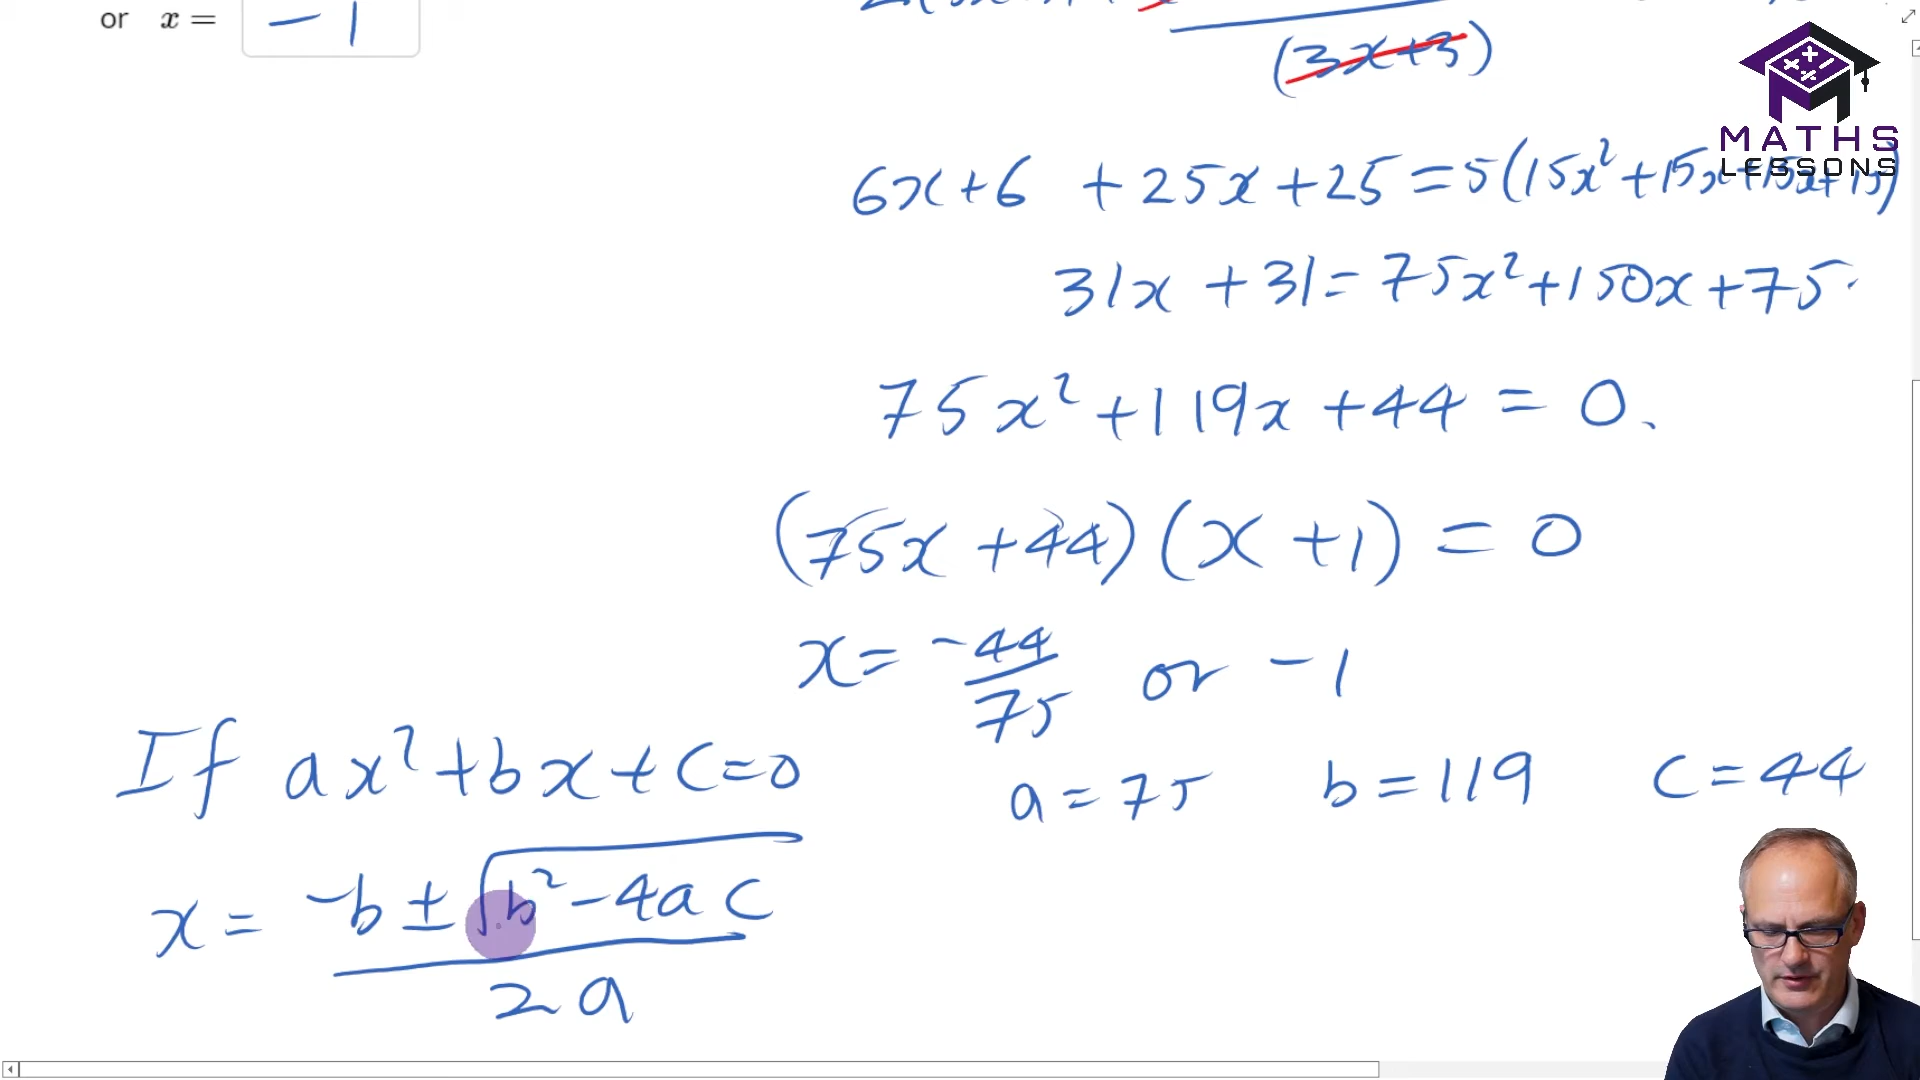 or x = -1
(3x+3)
MATHS
LESSONS
6x+6 +25x+25=5(15x²+15x+15x+15)
31x +31=75x²+150x+75.
75x²+119x+44 = 0.
(75x+44)(x+1) = 0
x= -44/75 or -1
If ax²+bx+c=0
a=75 b=119 c=44
x = -b±√b²-4ac
2a